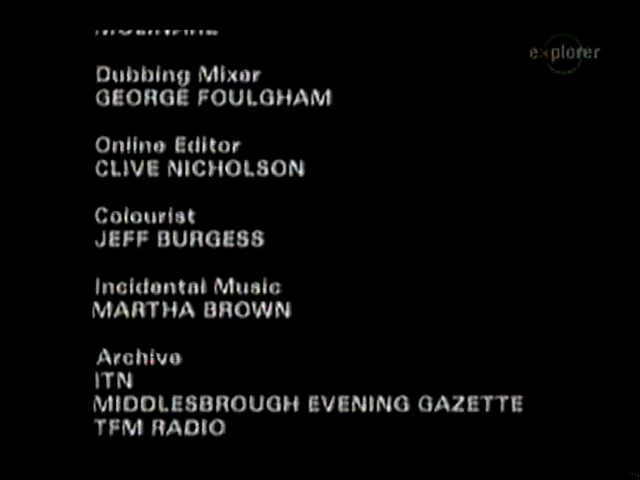 explorer
Dubbing Mixer
GEORGE FOULGHAM
Online Editor
CLIVE NICHOLSON
Colourist
JEFF BURGESS
Incidental Music
MARTHA BROWN
Archive
ITN
MIDDLESBROUGH EVENING GAZETTE
TFM RADIO